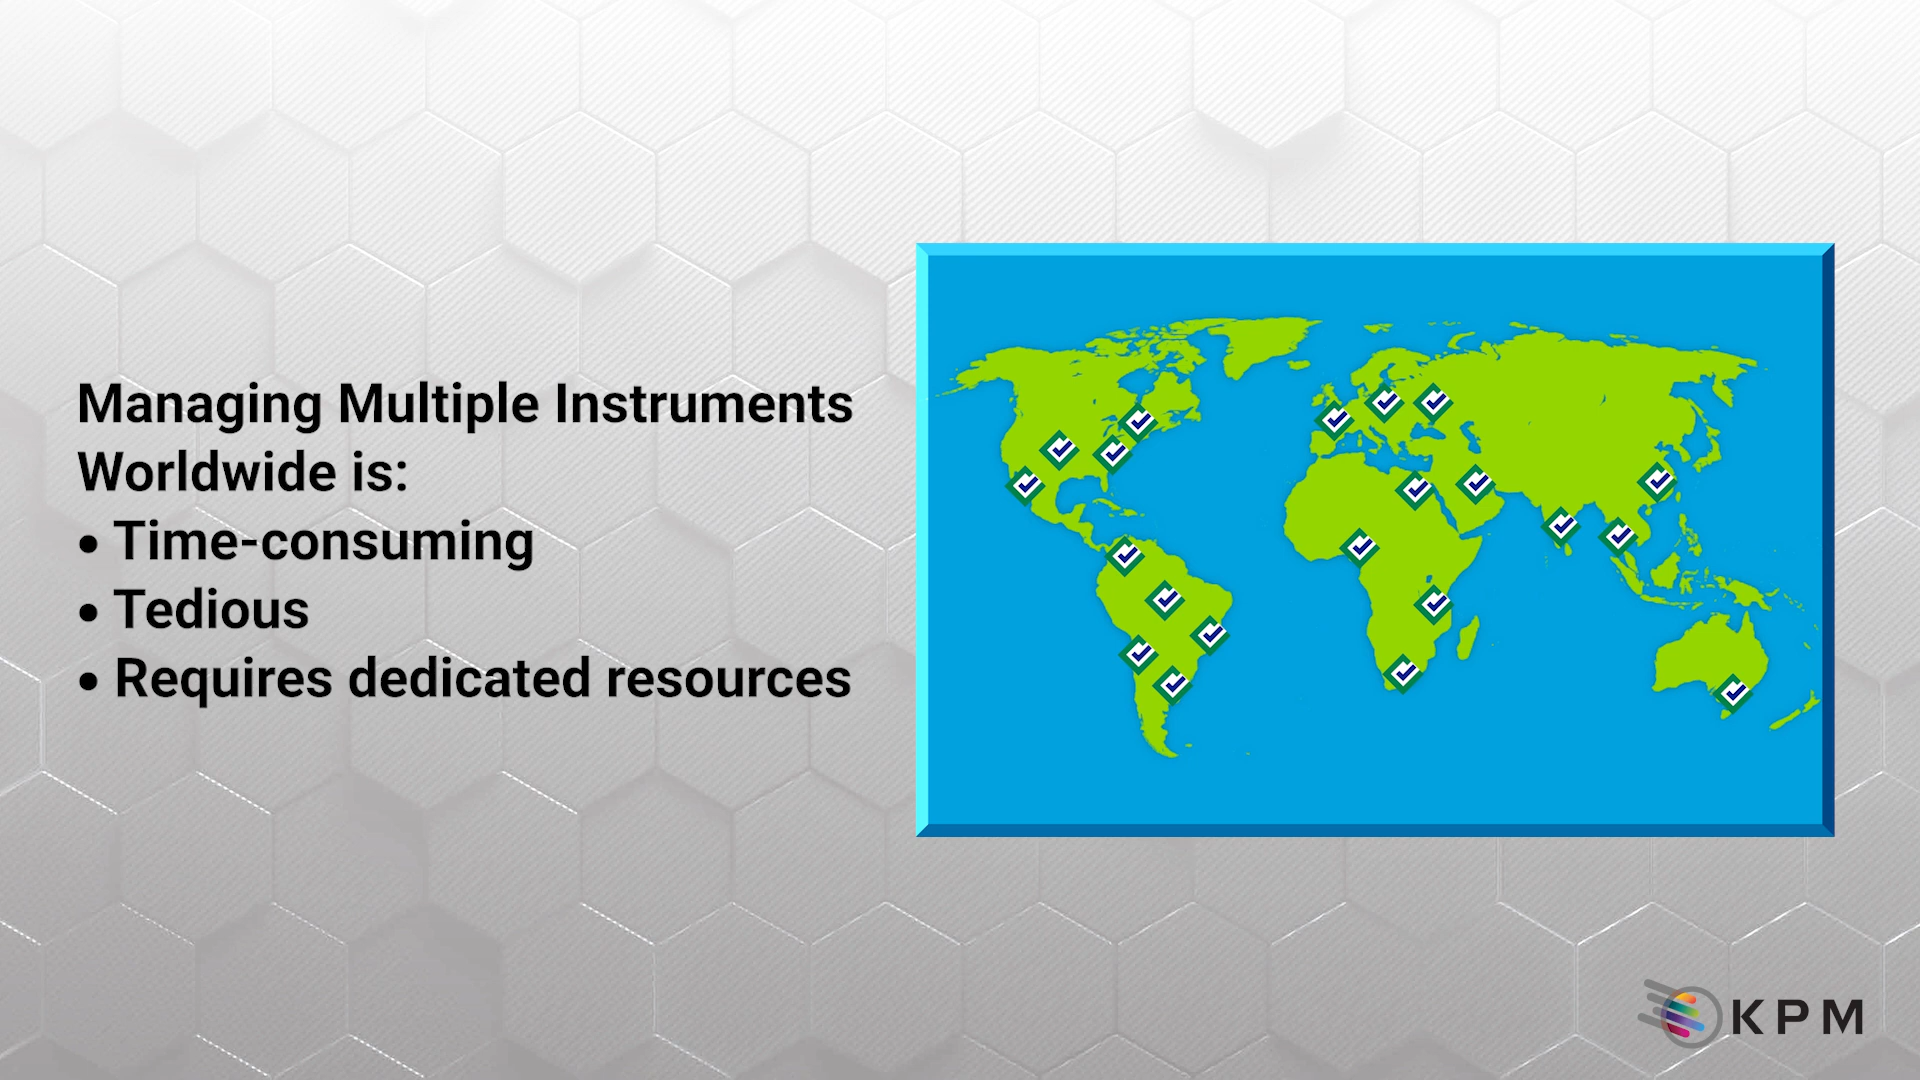 Managing Multiple Instruments
Worldwide is:
• Time-consuming
• Tedious
• Requires dedicated resources
KPM